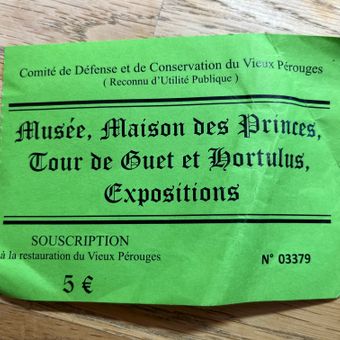 Comité de Défense et de Conservation du Vieux Pérouges
( Reconnu d'Utilité Publique )
Musée, Maison des Princes,
Tour de Guet et Hortulus,
Expositions
SOUSCRIPTION
à la restauration du Vieux Pérouges
N° 03379
5 €